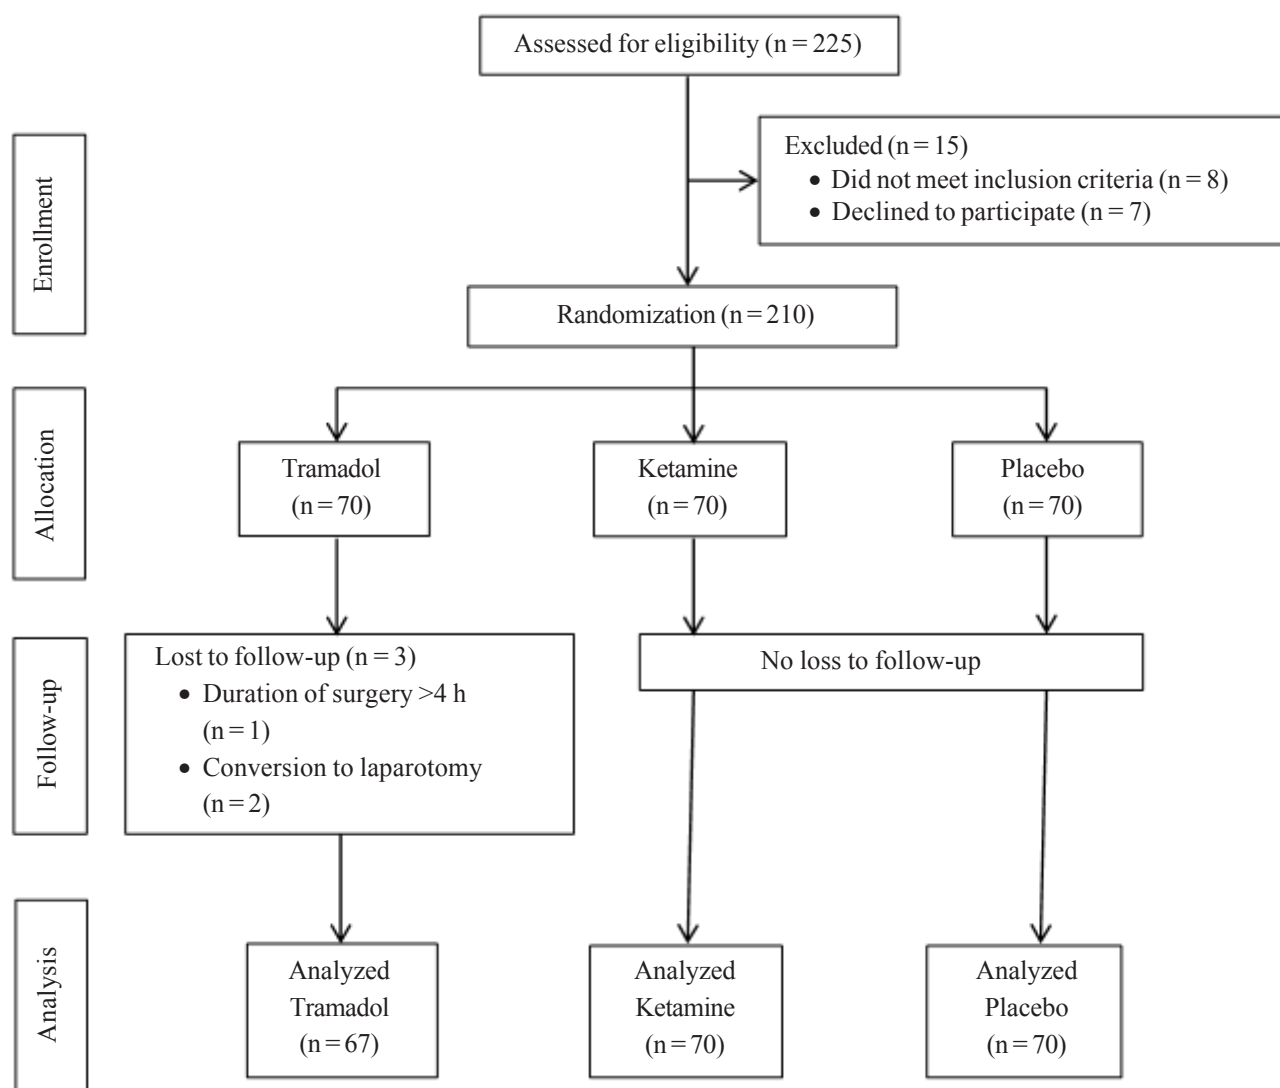 Assessed for eligibility (n = 225)
Enrollment
Excluded (n = 15)
• Did not meet inclusion criteria (n = 8)
• Declined to participate (n = 7)
Randomization (n = 210)
Allocation
Tramadol
(n = 70)
Ketamine
(n = 70)
Placebo
(n = 70)
Follow-up
Lost to follow-up (n = 3)
• Duration of surgery >4 h
(n = 1)
• Conversion to laparotomy
(n = 2)
No loss to follow-up
Analysis
Analyzed
Tramadol
(n = 67)
Analyzed
Ketamine
(n = 70)
Analyzed
Placebo
(n = 70)